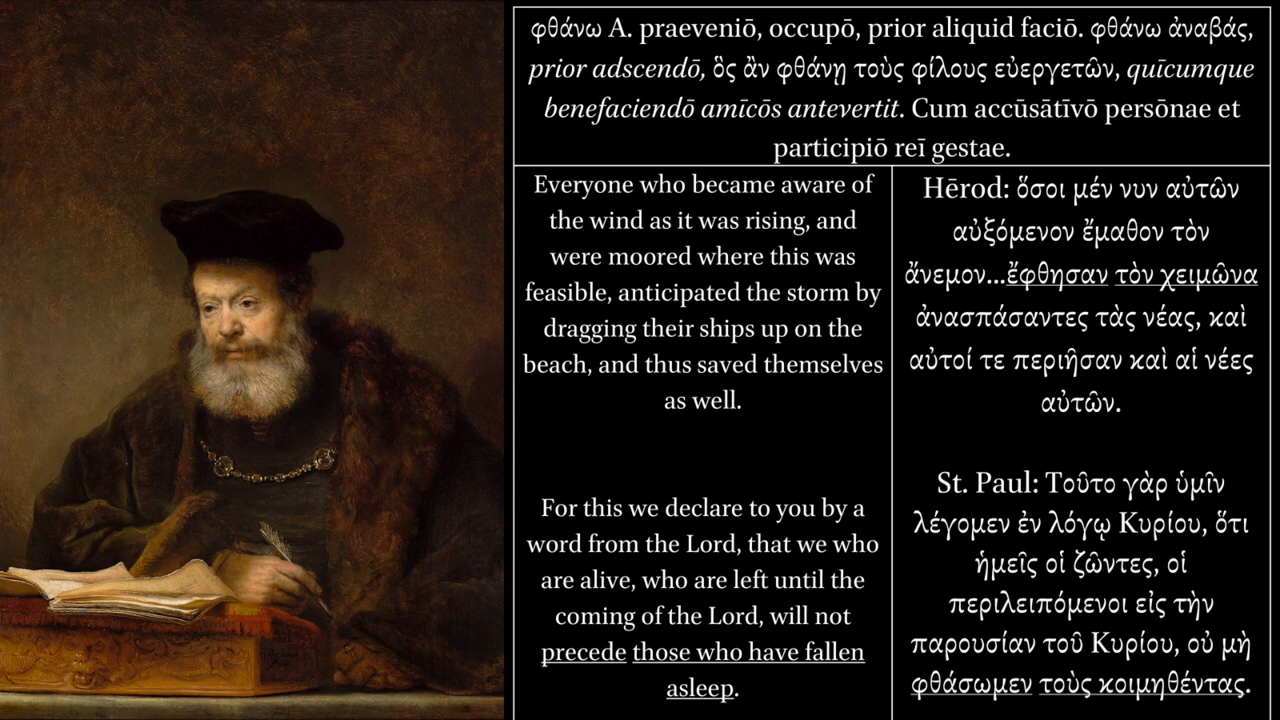 φθάνω A. praeveniō, occupō, prior aliquid faciō. φθάνω ἀναβάς,
prior adscendō, ὃς ἂν φθάνῃ τοὺς φίλους εὐεργετῶν, quīcumque
benefaciendō amīcōs antevertit. Cum accūsātīvō persōnae et
participiō reī gestae.
Everyone who became aware of
the wind as it was rising, and
were moored where this was
feasible, anticipated the storm by
dragging their ships up on the
beach, and thus saved themselves
as well.
For this we declare to you by a
word from the Lord, that we who
are alive, who are left until the
coming of the Lord, will not
precede those who have fallen
asleep.
Hērod: ὅσοι μέν νυν αὐτῶν
αὐξόμενον ἔμαθον τὸν
ἄνεμον...ἔφθησαν τὸν χειμῶνα
ἀνασπάσαντες τὰς νέας, καὶ
αὐτοί τε περιῆσαν καὶ αἱ νέες
αὐτῶν.
St. Paul: Τοῦτο γὰρ ὑμῖν
λέγομεν ἐν λόγῳ Κυρίου, ὅτι
ἡμεῖς οἱ ζῶντες, οἱ
περιλειπόμενοι εἰς τὴν
παρουσίαν τοῦ Κυρίου, οὐ μὴ
φθάσωμεν τοὺς κοιμηθέντας.